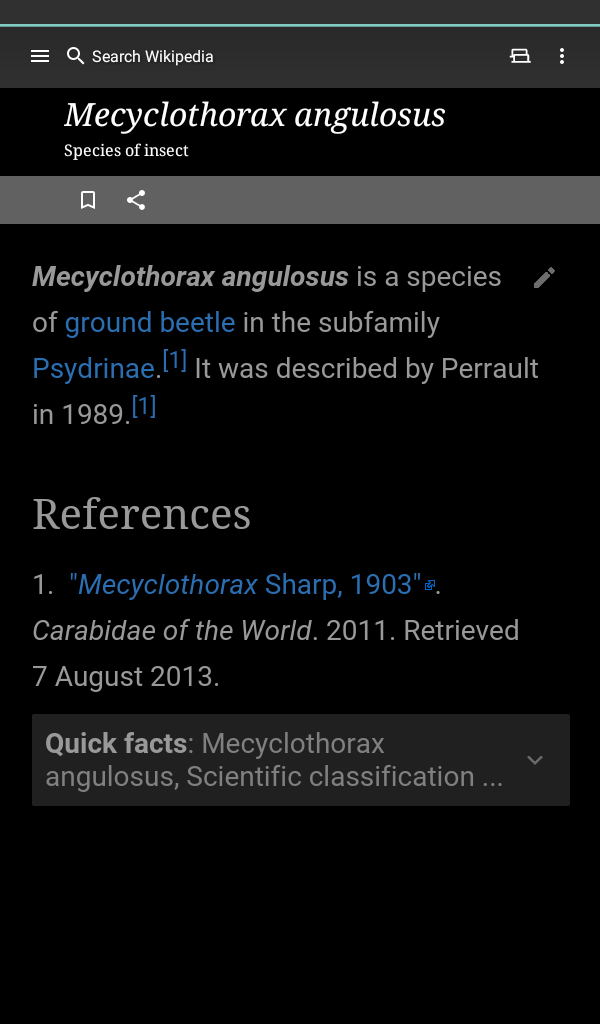 Search Wikipedia
Mecyclothorax angulosus
Species of insect
Mecyclothorax angulosus is a species
of ground beetle in the subfamily
Psydrinae.[1] It was described by Perrault
in 1989.[1]
References
1. "Mecyclothorax Sharp, 1903".
Carabidae of the World. 2011. Retrieved
7 August 2013.
Quick facts: Mecyclothorax
angulosus, Scientific classification ...